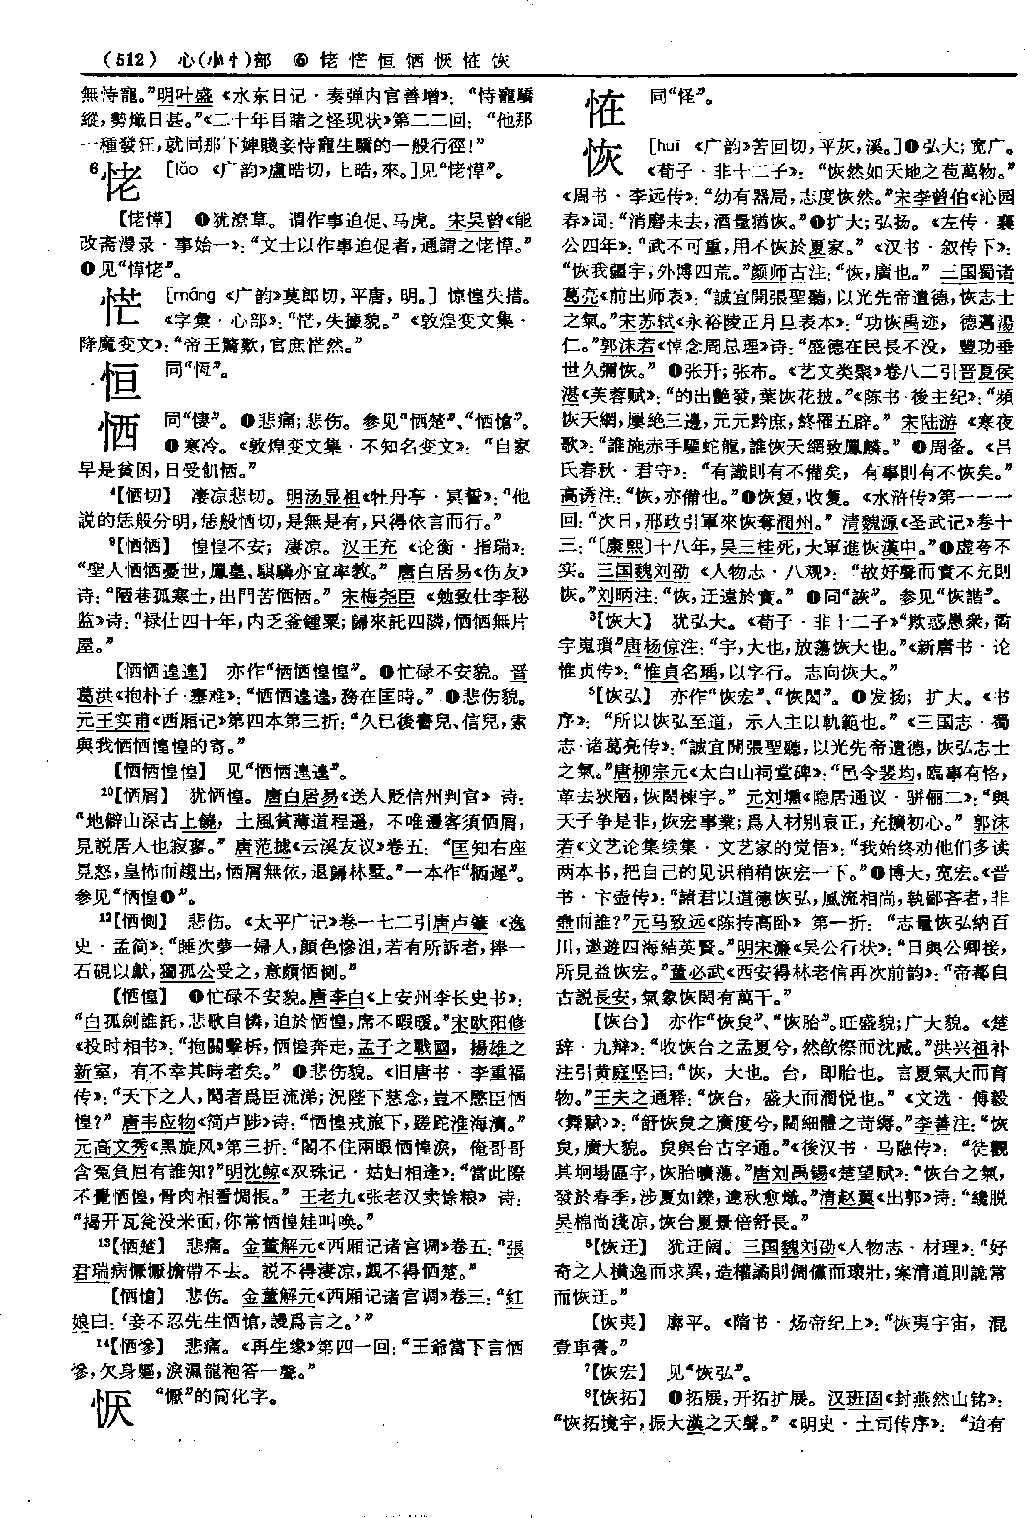 (512) 心(㣺忄)部 ⑥ 恅 恾 恒 恓 恹 恠 恢
無恃寵。”明叶盛《水东日记·奏弹内官善增》：“恃寵驕
縱，勢熾日甚。”《二十年目睹之怪现状》第二二回：“他那
一種發狂，就同那下婢賤妾恃寵生驕的一般行徑！”
6恅 [lǎo 《广韵》盧晧切，上晧，來。]见“恅愺”。
【恅愺】 ❶犹潦草。谓作事迫促、马虎。宋吴曾《能
改斋漫录·事始一》：“文士以作事迫促者，通謂之恅愺。”
❷见“愺恅”。
恾 [máng 《广韵》莫郎切，平唐，明。] 惊惶失措。
《字彙·心部》：“恾，失據貌。”《敦煌变文集·
降魔变文》：“帝王驚歎，官庶恾然。”
恒 同“恆”。
恓 同“悽”。❶悲痛；悲伤。参见“恓楚”、“恓愴”。
❷寒冷。《敦煌变文集·不知名变文》：“自家
早是貧困，日受飢恓。”
4【恓切】 凄凉悲切。明汤显祖《牡丹亭·冥誓》：“他
説的恁般分明，恁般恓切，是無是有，只得依言而行。”
9【恓恓】 惶惶不安；凄凉。汉王充《论衡·指瑞》：
“聖人恓恓憂世，鳳皇、騏驎亦宜率教。”唐白居易《伤友》
诗：“陋巷孤寒士，出門苦恓恓。”宋梅尧臣《勉致仕李秘
监》诗：“禄仕四十年，内乏釜鍾粟；歸來託四隣，恓恓無片
屋。”
【恓恓遑遑】 亦作“恓恓惶惶”。❶忙碌不安貌。晋
葛洪《抱朴子·塞难》：“恓恓遑遑，務在匡時。”❷悲伤貌。
元王实甫《西厢记》第四本第三折：“久已後書兒、信兒，索
與我恓恓惶惶的寄。”
【恓恓惶惶】 见“恓恓遑遑”。
10【恓屑】 犹恓惶。唐白居易《送人贬信州判官》诗：
“地僻山深古上饒，土風貧薄道程遥，不唯遷客須恓屑，
見説居人也寂寥。”唐范摅《云溪友议》卷五：“匡知右座
見怒，皇怖而趨出，恓屑無依，退歸林墅。”一本作“栖遲”。
参见“恓惶❶”。
12【恓惻】 悲伤。《太平广记》卷一七二引唐卢肇《逸
史·孟简》：“睡次夢一婦人，顔色慘沮，若有所訴者，捧一
石硯以獻，獨孤公受之，意頗恓惻。”
【恓惶】 ❶忙碌不安貌。唐李白《上安州李长史书》：
“白孤劍誰託，悲歌自憐，迫於恓惶，席不暇暖。”宋欧阳修
《投时相书》：“抱關擊柝，恓惶奔走，孟子之戰國，揚雄之
新室，有不幸其時者矣。”❷悲伤貌。《旧唐书·李重福
传》：“天下之人，聞者爲臣流涕；況陛下慈念，豈不愍臣恓
惶？”唐韦应物《简卢陟》诗：“恓惶戎旅下，蹉跎淮海濱。”
元高文秀《黑旋风》第三折：“閣不住兩眼恓惶淚，俺哥哥
含冤負屈有誰知？”明沈鲸《双珠记·姑妇相逢》：“當此際
不覺恓惶，骨肉相看惆悵。”王老九《张老汉卖馀粮》诗：
“揭开瓦瓮没米面，你常恓惶娃叫唤。”
13【恓楚】 悲痛。金董解元《西厢记诸宫调》卷五：“張
君瑞病懨懨擔帶不去。説不得凄凉，覷不得恓楚。”
【恓愴】 悲伤。金董解元《西厢记诸宫调》卷三：“紅
娘曰：‘妾不忍先生恓愴，謾爲言之。’”
14【恓慘】 悲痛。《再生缘》第四一回：“王爺當下言恓
慘，欠身軀，淚濕龍袍答一聲。”
恹 “懨”的简化字。
恠 同“怪”。
恢 [huī 《广韵》苦回切，平灰，溪。]❶弘大；宽广。
《荀子·非十二子》：“恢然如天地之苞萬物。”
《周书·李远传》：“幼有器局，志度恢然。”宋李曾伯《沁园
春》词：“消磨未去，酒量猶恢。”❷扩大；弘扬。《左传·襄
公四年》：“武不可重，用不恢於夏家。”《汉书·叙传下》：
“恢我疆宇，外博四荒。”颜师古注：“恢，廣也。”三国蜀诸
葛亮《前出师表》：“誠宜開張聖聽，以光先帝遺德，恢志士
之氣。”宋苏轼《永裕陵正月旦表本》：“功恢禹迹，德邁湯
仁。”郭沫若《悼念周总理》诗：“盛德在民長不没，豐功垂
世久彌恢。”❸张开；张布。《艺文类聚》卷八二引晋夏侯
湛《芙蓉赋》：“的出艷發，葉恢花披。”《陈书·後主纪》：“頻
恢天網，屢絶三邊，元元黔庶，終罹五辟。”宋陆游《寒夜
歌》：“誰施赤手驅蛇龍，誰恢天網致鳳麟。”❹周备。《吕
氏春秋·君守》：“有識則有不備矣，有事則有不恢矣。”
高诱注：“恢，亦備也。”❺恢复，收复。《水浒传》第一一一
回：“次日，邢政引軍來恢奪潤州。”清魏源《圣武记》卷十
三：“〔康熙〕十八年，吴三桂死，大軍進恢漢中。”❻虚夸不
实。三国魏刘劭《人物志·八观》：“故好聲而實不充則
恢。”刘昞注：“恢，迂遠於實。”❼同“詼”。参见“恢諧”。
3【恢大】 犹弘大。《荀子·非十二子》“欺惑愚衆，矞
宇嵬瑣”唐杨倞注：“宇，大也，放蕩恢大也。”《新唐书·论
惟贞传》：“惟貞名瑀，以字行。志向恢大。”
5【恢弘】 亦作“恢宏”、“恢閎”。❶发扬；扩大。《书
序》：“所以恢弘至道，示人主以軌範也。”《三国志·蜀
志·诸葛亮传》：“誠宜開張聖聽，以光先帝遺德，恢弘志士
之氣。”唐柳宗元《太白山祠堂碑》：“邑令裴均，臨事有恪，
革去狹陋，恢閎棟宇。”元刘壎《隐居通议·骈俪二》：“與
天子争是非，恢宏事業；爲人材别哀正，充擴初心。”郭沫
若《文艺论集续集·文艺家的觉悟》：“我始终劝他们多读
两本书，把自己的见识稍稍恢宏一下。”❷博大，宽宏。《晋
书·卞壶传》：“諸君以道德恢弘，風流相尚，執鄙吝者，非
壼而誰？”元马致远《陈抟高卧》第一折：“志量恢弘納百
川，遨遊四海結英賢。”明宋濂《吴公行状》：“日與公卿接，
所見益恢宏。”董必武《西安得林老信再次前韵》：“帝都自
古説長安，氣象恢閎有萬千。”
【恢台】 亦作“恢炱”、“恢胎”。旺盛貌；广大貌。《楚
辞·九辩》：“收恢台之孟夏兮，然欿傺而沈臧。”洪兴祖补
注引黄庭坚曰：“恢，大也。台，即胎也。言夏氣大而育
物。”王夫之通释：“恢台，盛大而潤悦也。”《文选·傅毅
〈舞赋〉》：“舒恢炱之廣度兮，闊細體之苛縟。”李善注：“恢
炱，廣大貌。炱與台古字通。”《後汉书·马融传》：“徒觀
其坰場區宇，恢胎曠蕩。”唐刘禹锡《楚望赋》：“恢台之氣，
發於春季，涉夏如鑠，逮秋愈熾。”清赵翼《出郭》诗：“纔脱
吴棉尚淺凉，恢台夏景倍舒長。”
6【恢迂】 犹迂阔。三国魏刘劭《人物志·材理》：“好
奇之人横逸而求異，造權譎則倜儻而瓌壯，案清道則詭常
而恢迂。”
【恢夷】 廓平。《隋书·炀帝纪上》：“恢夷宇宙，混
壹車書。”
7【恢宏】 见“恢弘”。
8【恢拓】 ❶拓展，开拓扩展。汉班固《封燕然山铭》：
“恢拓境宇，振大漢之天聲。”《明史·土司传序》：“迨有